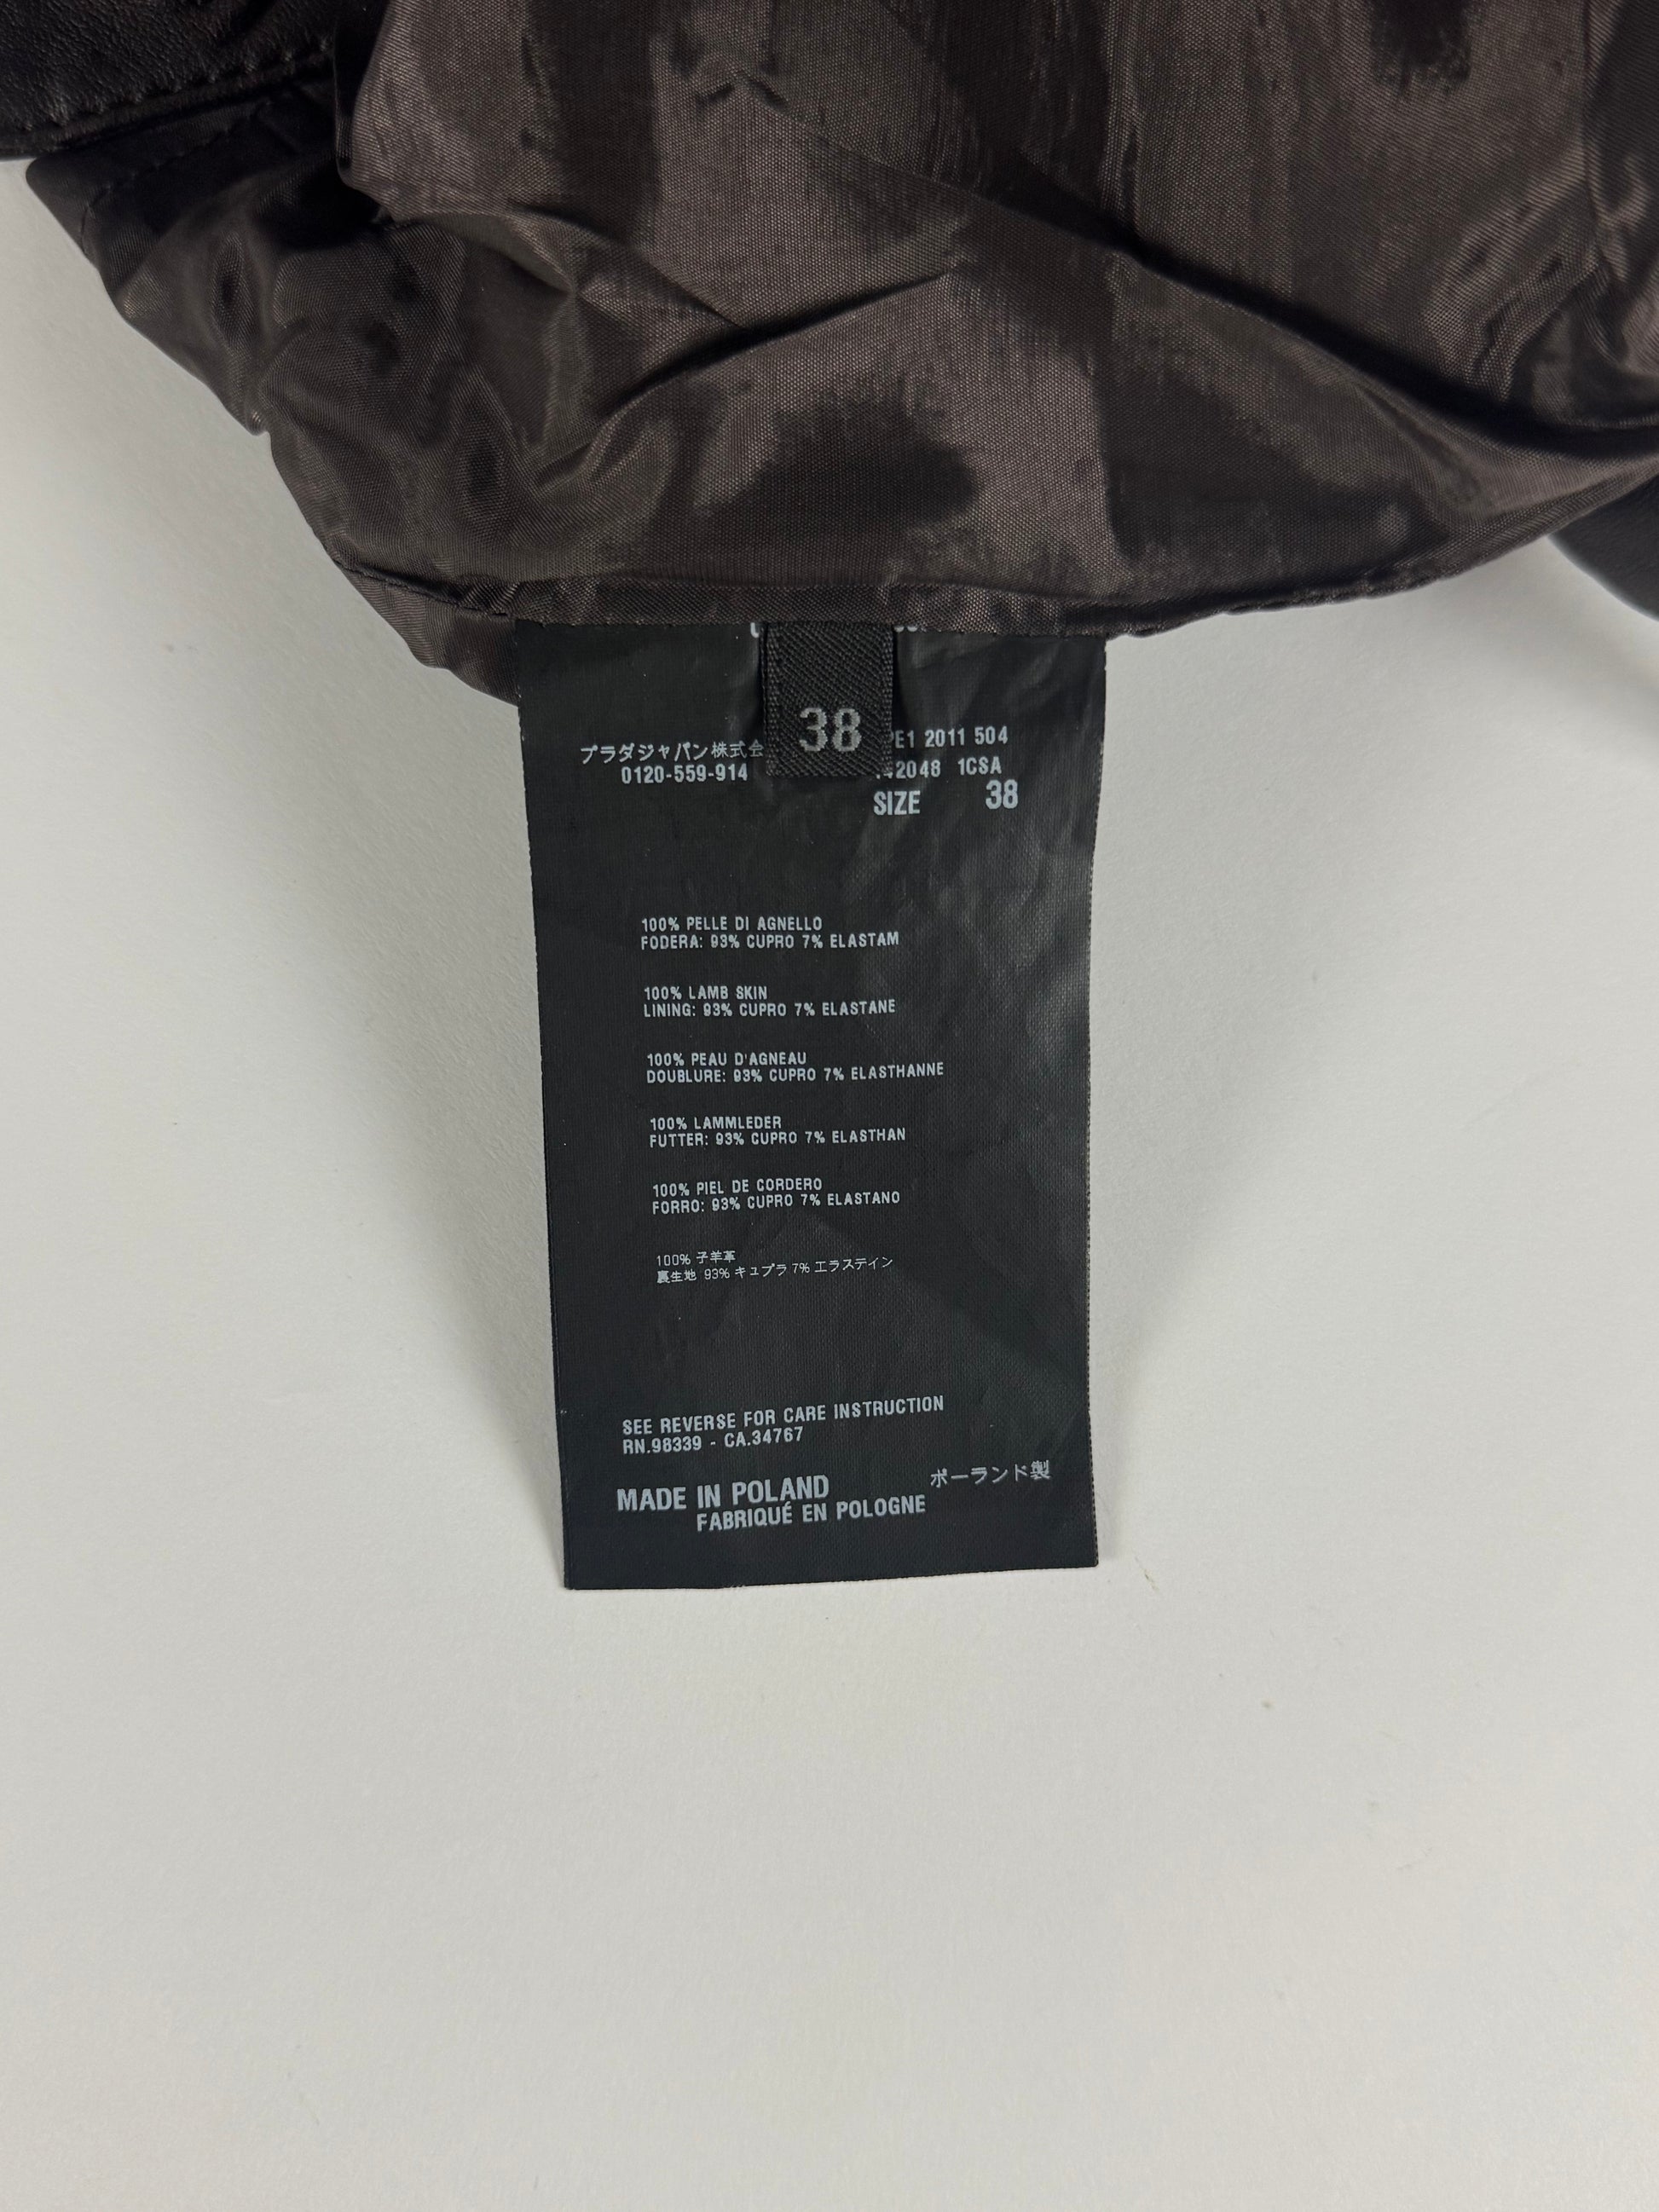 38
プラダジャパン株式会
0120-559-914
PE1 2011 504
42048 1CSA
SIZE 38
100% PELLE DI AGNELLO
FODERA: 93% CUPRO 7% ELASTAM
100% LAMB SKIN
LINING: 93% CUPRO 7% ELASTANE
100% PEAU D'AGNEAU
DOUBLURE: 93% CUPRO 7% ELASTHANNE
100% LAMMLEDER
FUTTER: 93% CUPRO 7% ELASTHAN
100% PIEL DE CORDERO
FORRO: 93% CUPRO 7% ELASTANO
100% 子羊革
裏生地 93% キュプラ 7% エラステイン
SEE REVERSE FOR CARE INSTRUCTION
RN.98339 - CA.34767
MADE IN POLAND ポーランド製
FABRIQUÉ EN POLOGNE